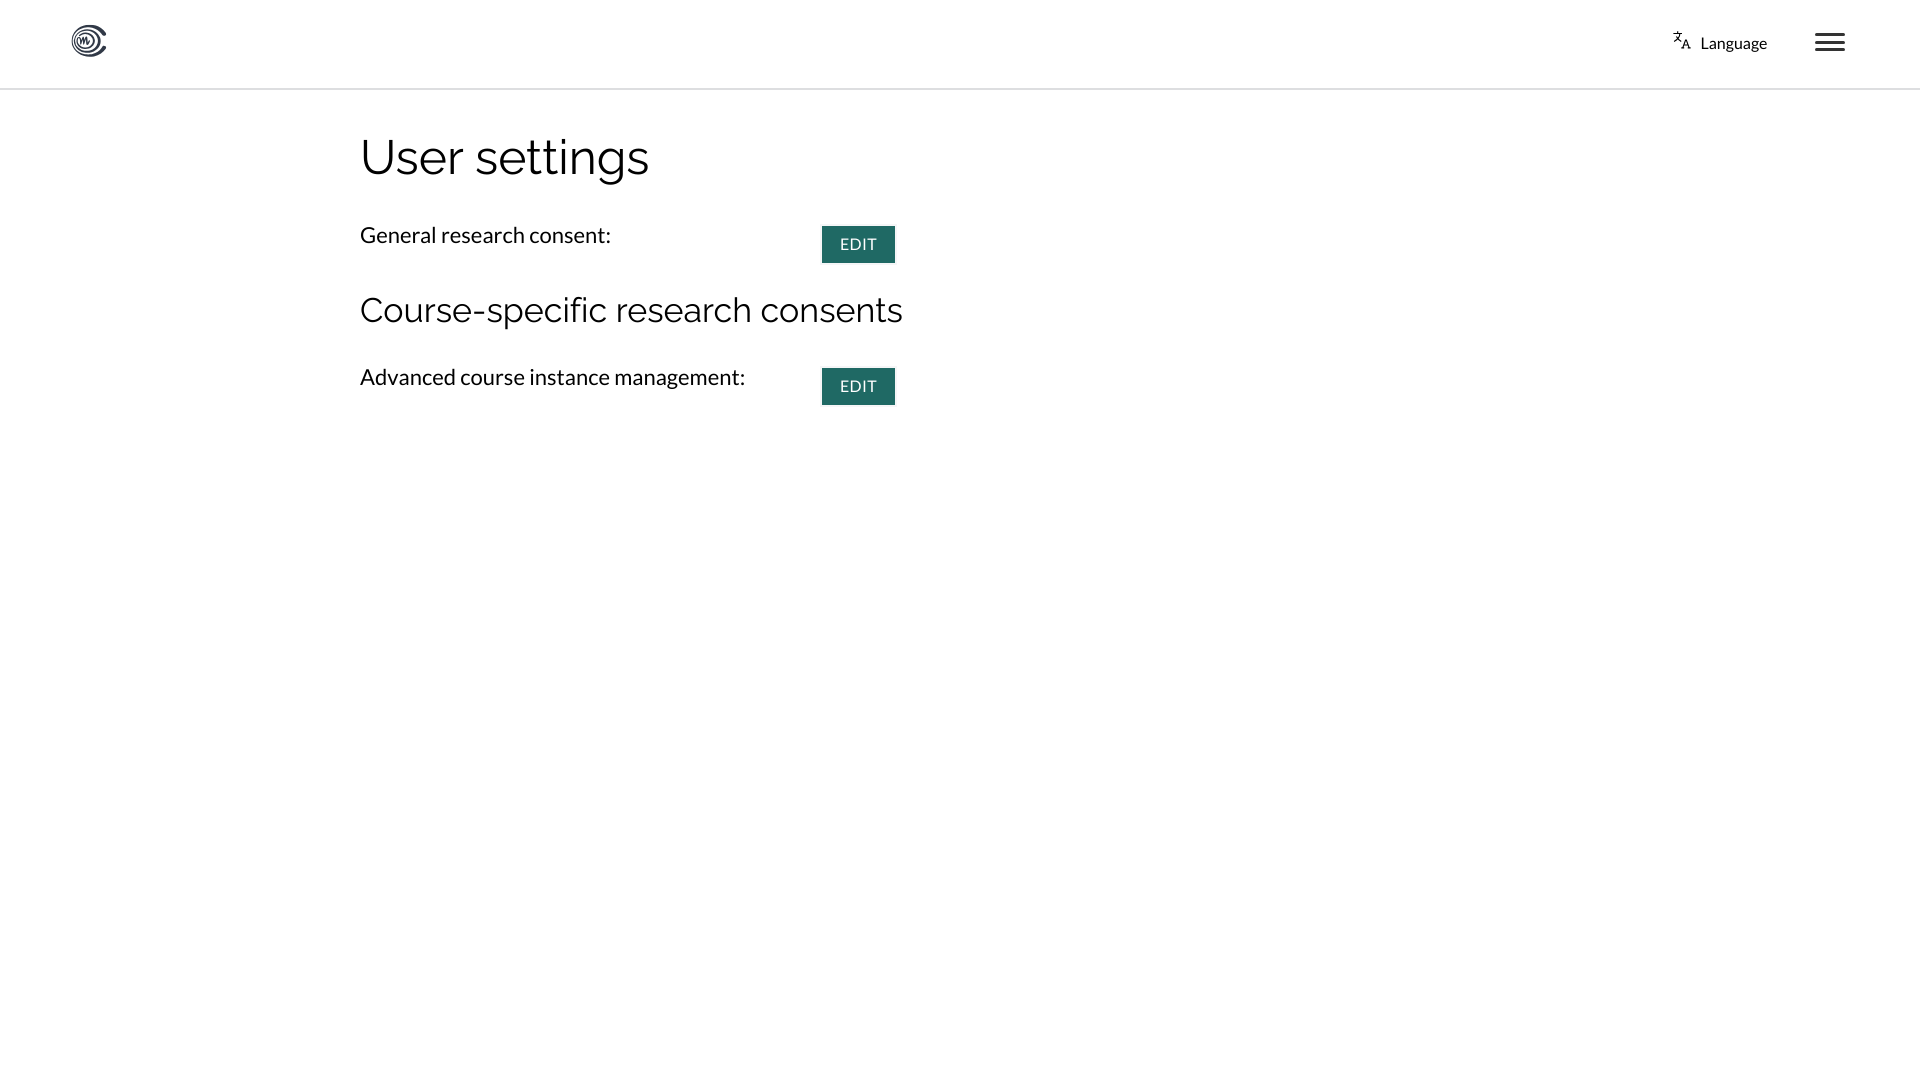 Language
User settings
General research consent:
EDIT
Course-specific research consents
Advanced course instance management:
EDIT